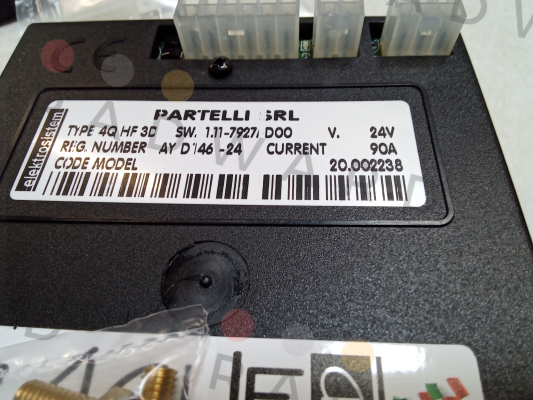 elektrosistem
PARTELLI SRL
TYPE 4Q HF 3D SW. 1.11-7927/ D00 V. 24V
REG. NUMBER AY D146 -24 CURRENT 90A
CODE MODEL 20.002238